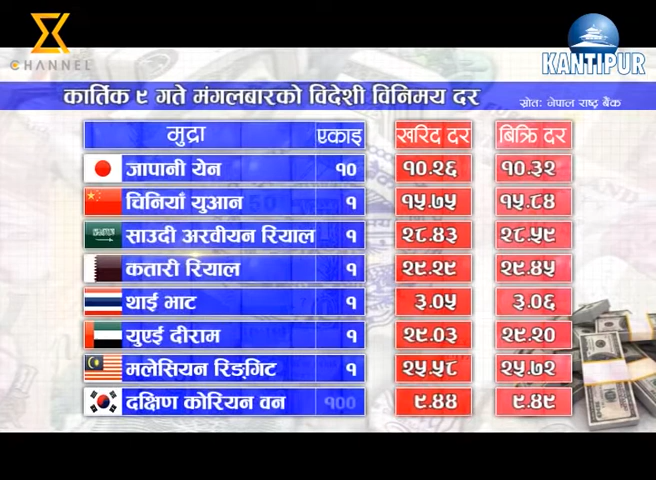 CHANNEL
KANTIPUR
कार्तिक ९ गते मंगलबारको विदेशी विनिमय दर
स्रोत: नेपाल राष्ट्र बैंक
मुद्रा एकाइ खरिद दर बिक्रि दर
जापानी येन १० १०.२६ १०.३२
चिनियाँ युआन १ १५.७५ १५.८४
साउदी अरवीयन रियाल १ २८.४३ २८.५९
कतारी रियाल १ २९.२९ २९.४५
थाई भाट १ ३.०५ ३.०६
युएई दीराम १ २९.०३ २९.२०
मलेसियन रिङ्गिट १ २५.५८ २५.७२
दक्षिण कोरियन वन १०० ९.४४ ९.४९